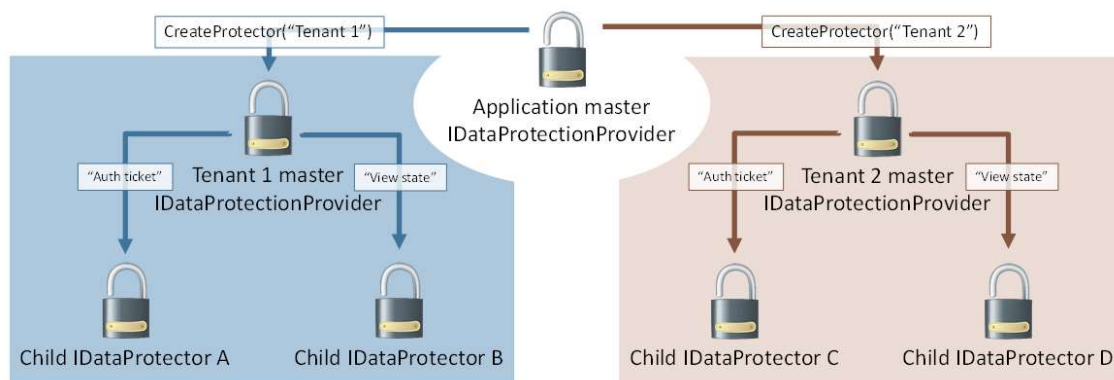 CreateProtector(“Tenant 1”)
CreateProtector(“Tenant 2”)
Application master
IDataProtectionProvider
“Auth ticket”
“View state”
Tenant 1 master
IDataProtectionProvider
“Auth ticket”
“View state”
Tenant 2 master
IDataProtectionProvider
Child IDataProtector A
Child IDataProtector B
Child IDataProtector C
Child IDataProtector D